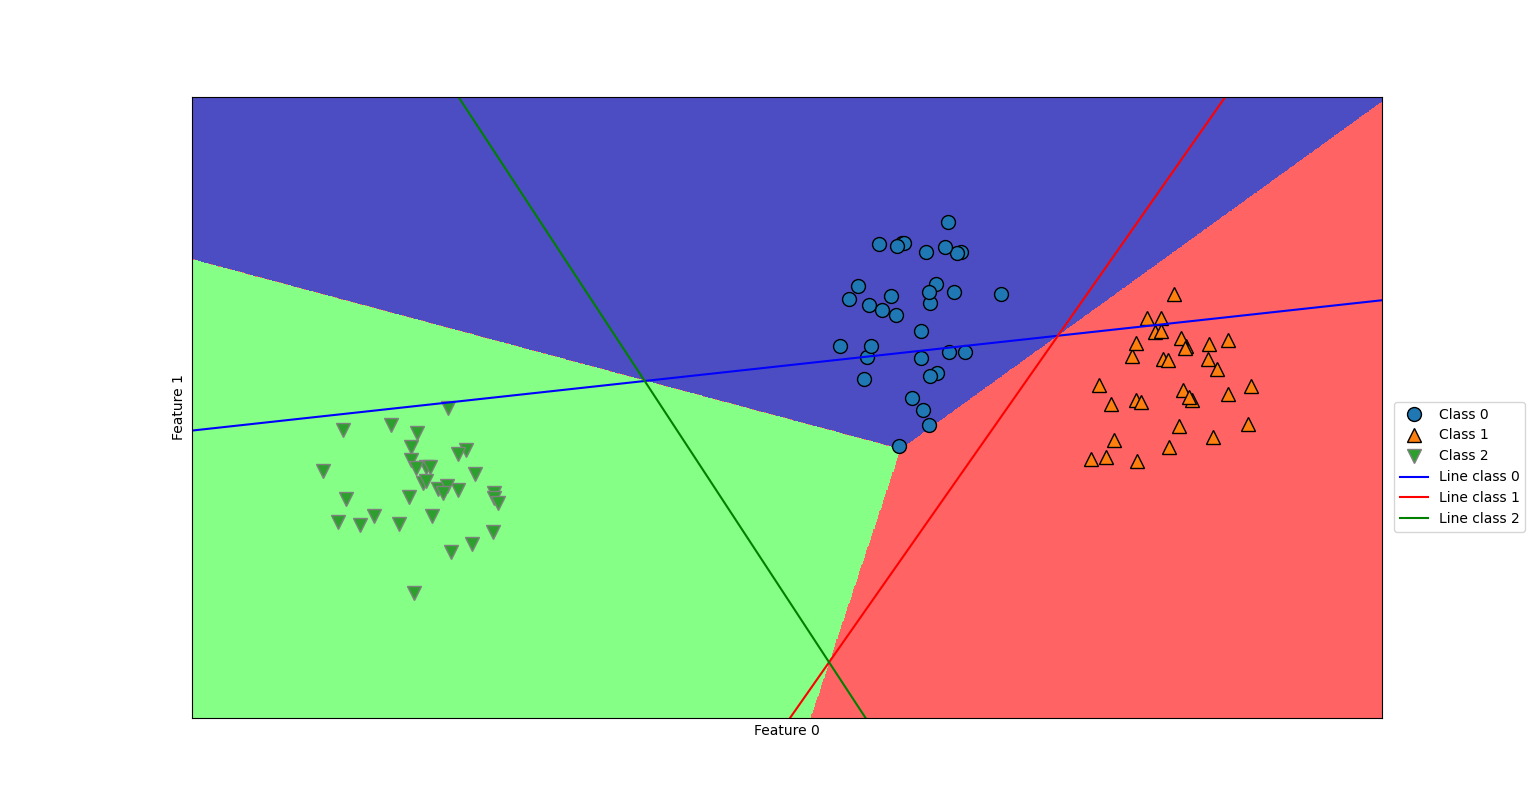 Feature 1
Feature 0
Class 0
Class 1
Class 2
Line class 0
Line class 1
Line class 2